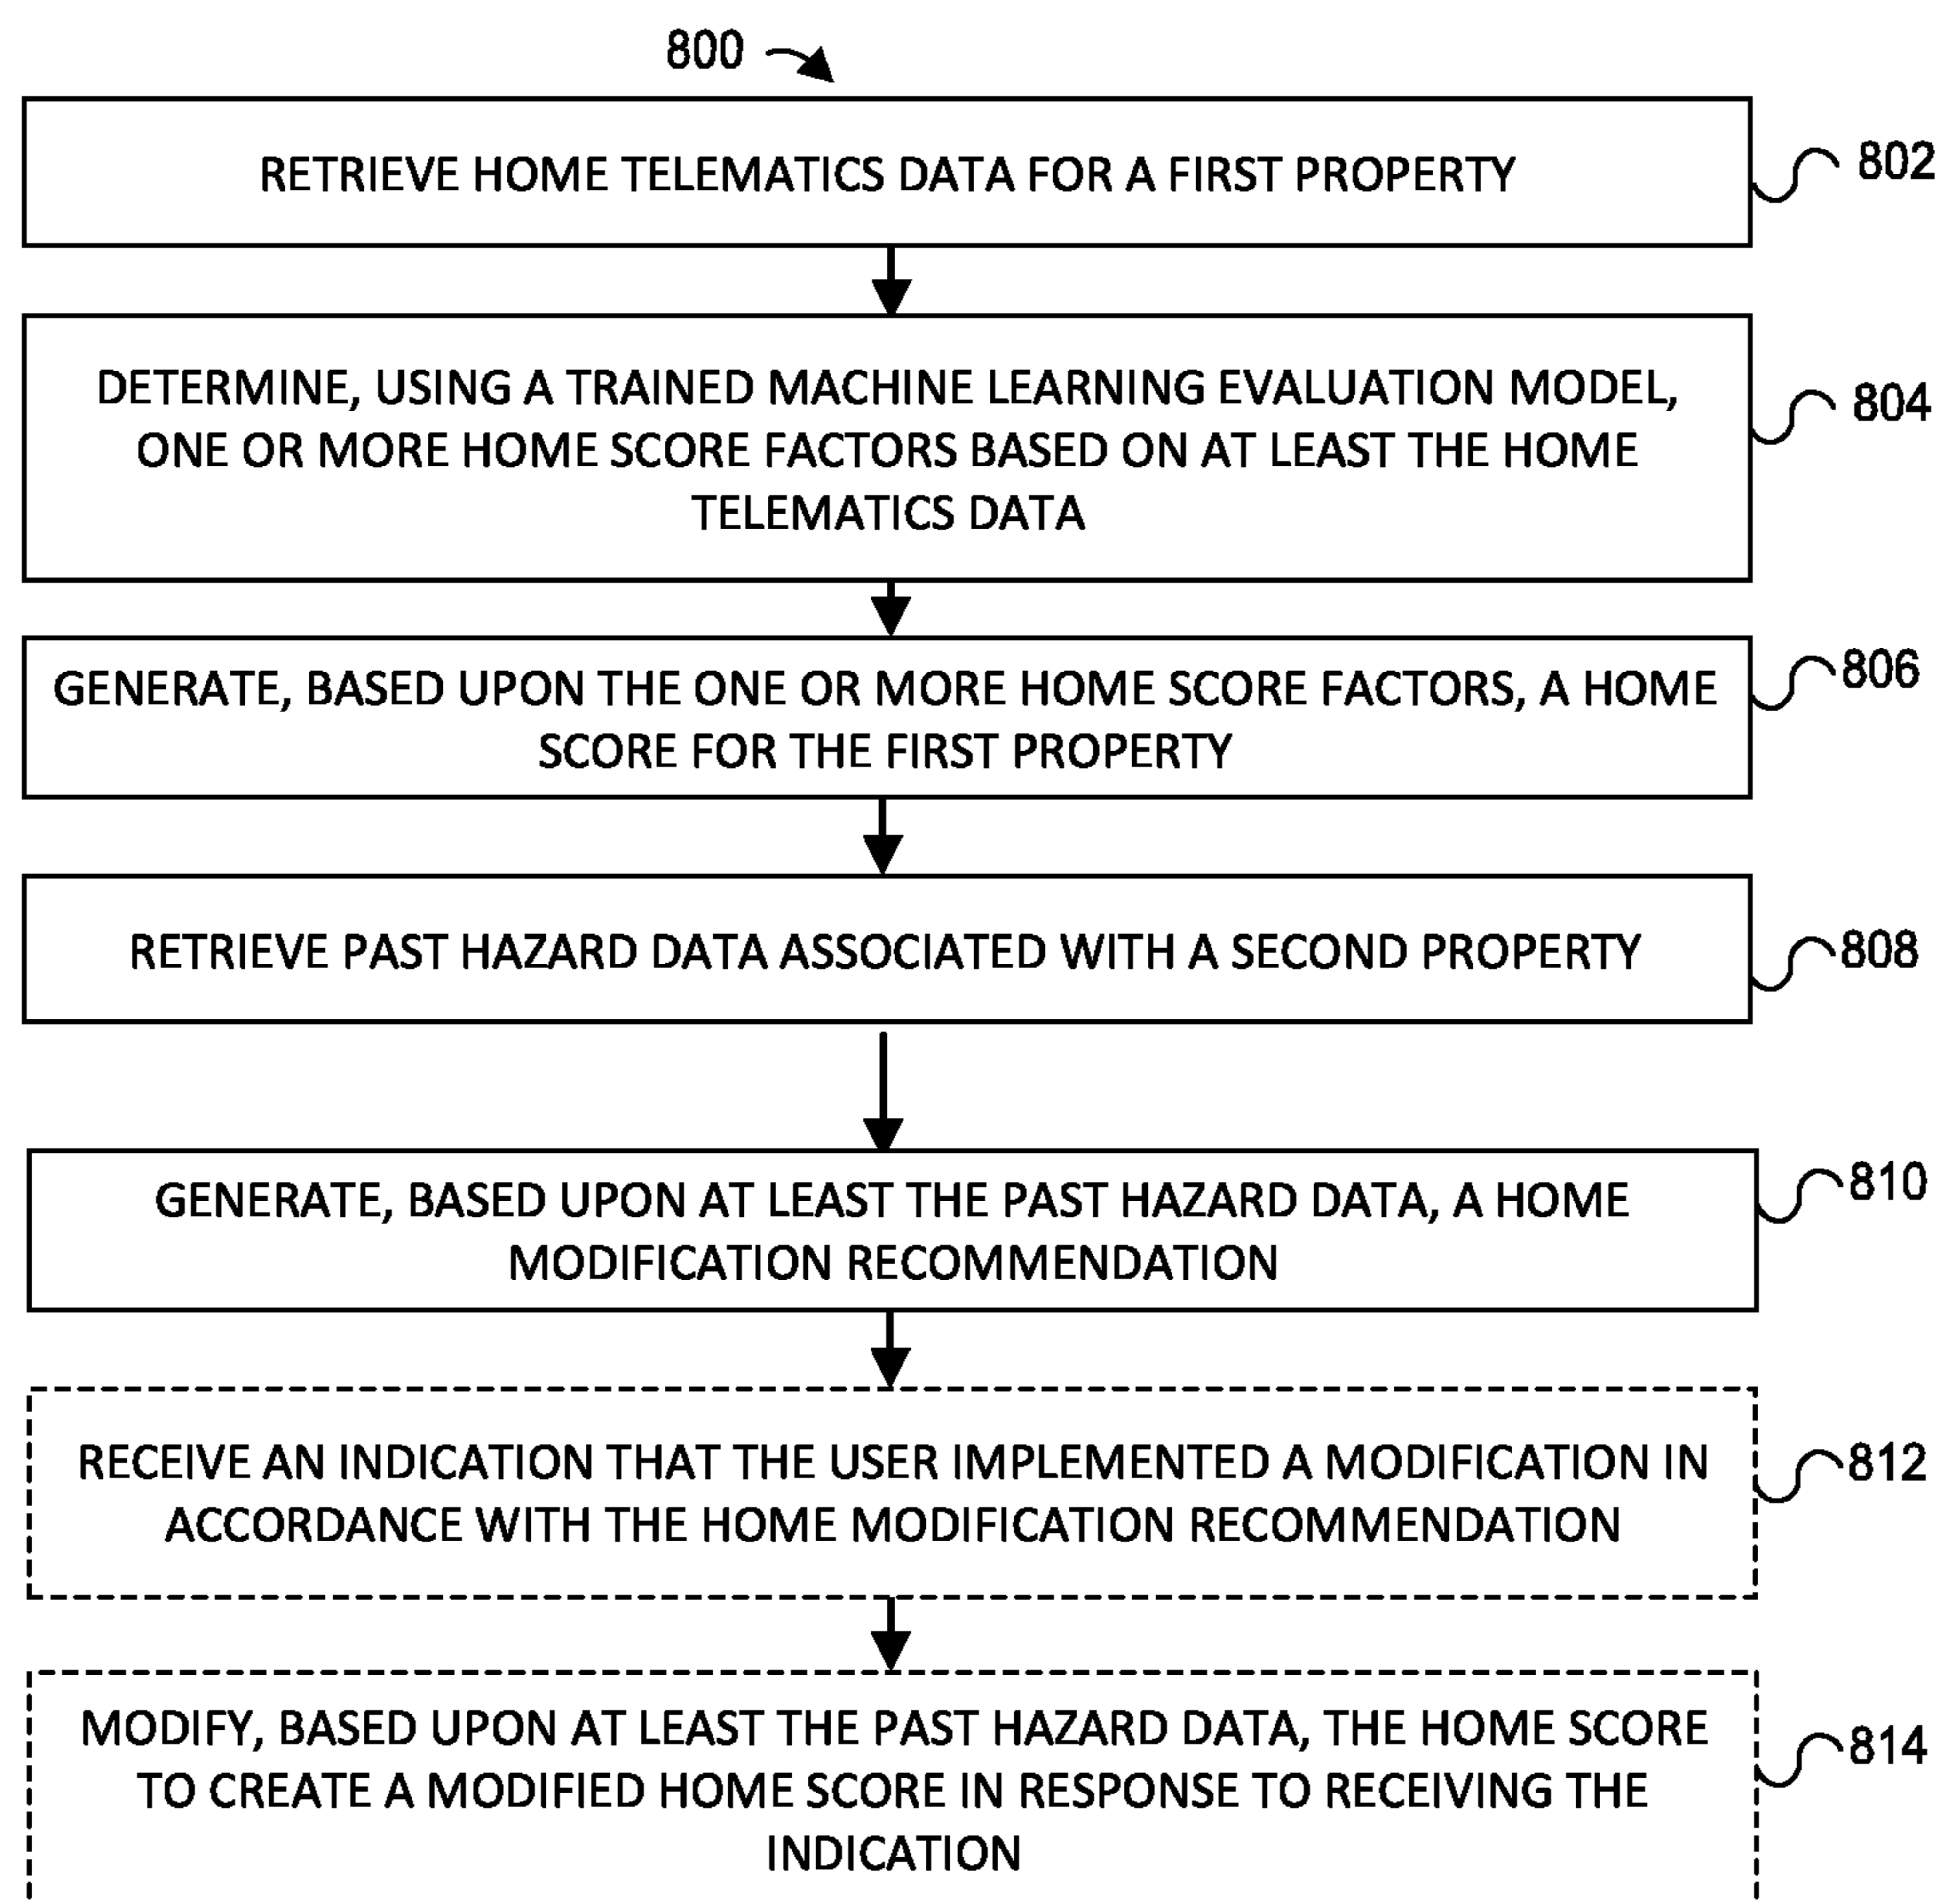 800
RETRIEVE HOME TELEMATICS DATA FOR A FIRST PROPERTY
802
DETERMINE, USING A TRAINED MACHINE LEARNING EVALUATION MODEL,
ONE OR MORE HOME SCORE FACTORS BASED ON AT LEAST THE HOME
TELEMATICS DATA
804
GENERATE, BASED UPON THE ONE OR MORE HOME SCORE FACTORS, A HOME
SCORE FOR THE FIRST PROPERTY
806
RETRIEVE PAST HAZARD DATA ASSOCIATED WITH A SECOND PROPERTY
808
GENERATE, BASED UPON AT LEAST THE PAST HAZARD DATA, A HOME
MODIFICATION RECOMMENDATION
810
RECEIVE AN INDICATION THAT THE USER IMPLEMENTED A MODIFICATION IN
ACCORDANCE WITH THE HOME MODIFICATION RECOMMENDATION
812
MODIFY, BASED UPON AT LEAST THE PAST HAZARD DATA, THE HOME SCORE
TO CREATE A MODIFIED HOME SCORE IN RESPONSE TO RECEIVING THE
INDICATION
814